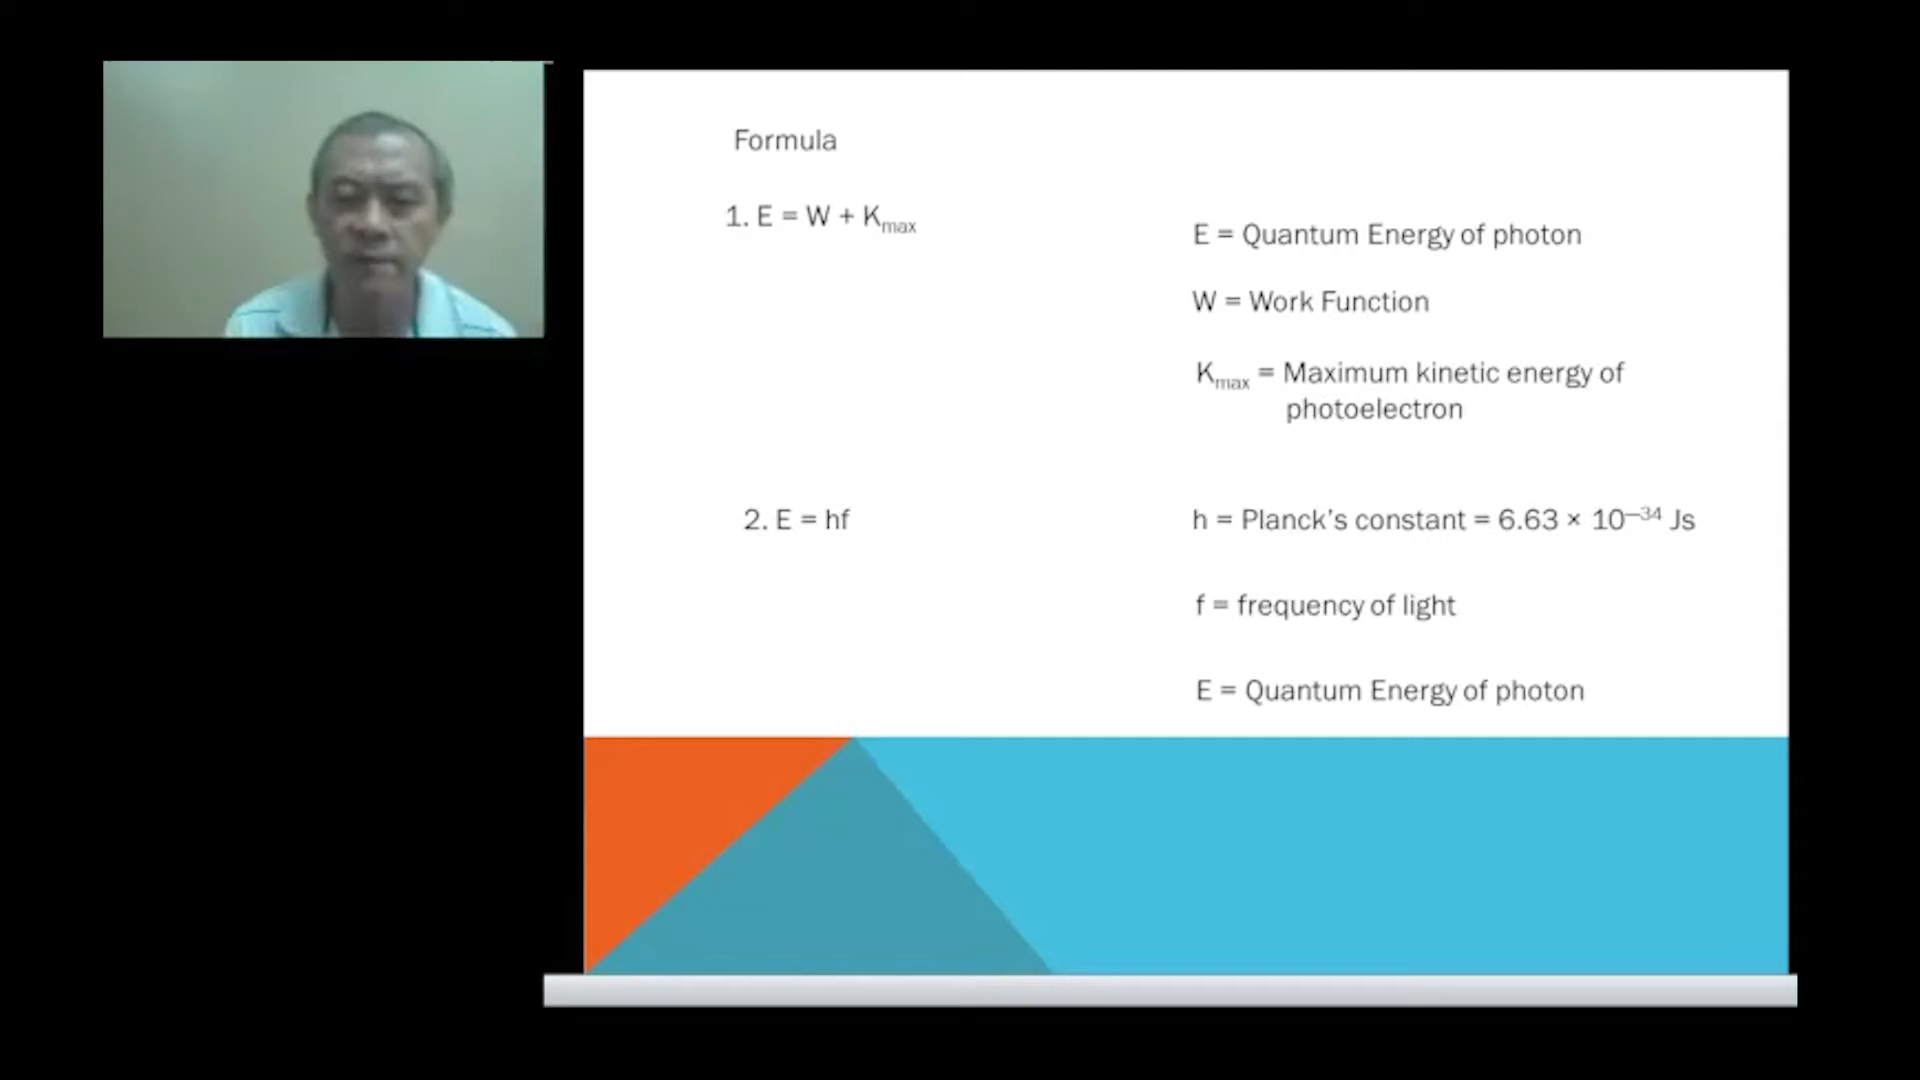 Formula
1. E = W + Kmax
E = Quantum Energy of photon
W = Work Function
Kmax = Maximum kinetic energy of
photoelectron
2. E = hf
h = Planck's constant = 6.63 × 10⁻³⁴ Js
f = frequency of light
E = Quantum Energy of photon